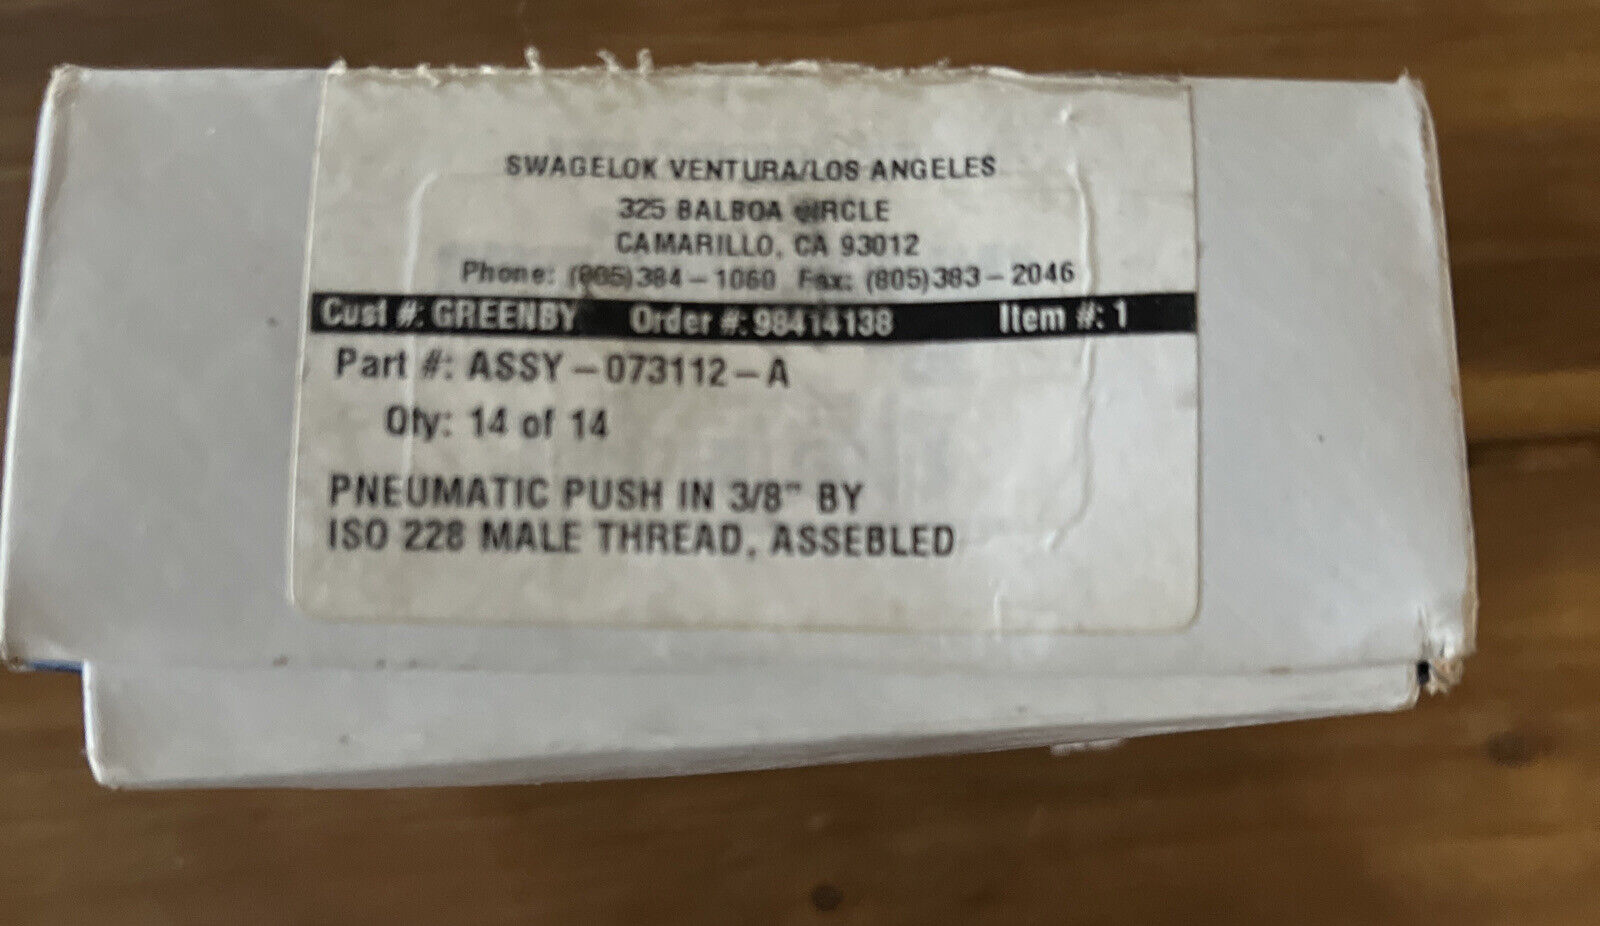 SWAGELOK VENTURA/LOS ANGELES
325 BALBOA CIRCLE
CAMARILLO, CA 93012
Phone: (805)384-1060 Fax: (805)383-2046
Cust #: GREENBY Order #: 98414138 Item #: 1
Part #: ASSY-073112-A
Qty: 14 of 14
PNEUMATIC PUSH IN 3/8" BY
ISO 228 MALE THREAD, ASSEBLED